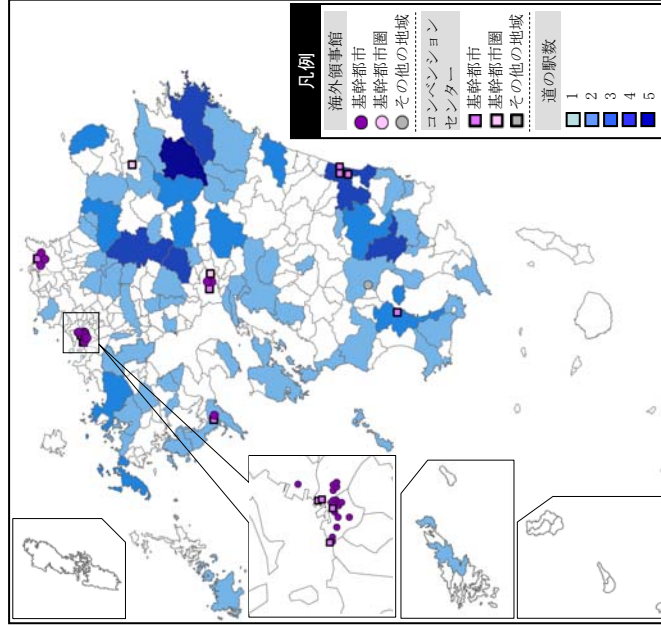 凡例
海外領事館
基幹都市
基幹都市圏
その他の地域
コンベンション
センター
基幹都市
基幹都市圏
その他の地域
道の駅数
1
2
3
4
5